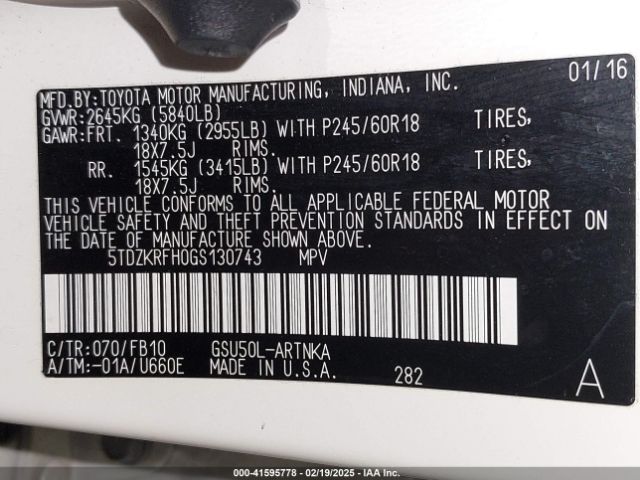 MFD.BY:TOYOTA MOTOR MANUFACTURING, INDIANA, INC. 01/16
GVWR:2645KG (5840LB)
GAWR:FRT. 1340KG (2955LB) WITH P245/60R18 TIRES,
18X7.5J RIMS.
RR. 1545KG (3415LB) WITH P245/60R18 TIRES,
18X7.5J RIMS.
THIS VEHICLE CONFORMS TO ALL APPLICABLE FEDERAL MOTOR
VEHICLE SAFETY AND THEFT PREVENTION STANDARDS IN EFFECT ON
THE DATE OF MANUFACTURE SHOWN ABOVE.
5TDZKRFH0GS130743 MPV
C/TR:070/FB10 GSU50L-ARTNKA
A/TM:-01A/U660E MADE IN U.S.A. 282 A
000-41595778 - 02/19/2025 - IAA Inc.